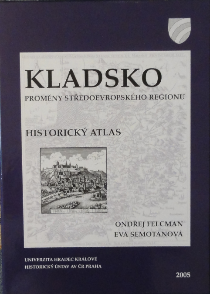 KLADSKO
PROMĚNY STŘEDOEVROPSKÉHO REGIONU
HISTORICKÝ ATLAS
ONDŘEJ FELCMAN
EVA SEMOTANOVÁ
UNIVERZITA HRADEC KRÁLOVÉ
HISTORICKÝ ÚSTAV AV ČR PRAHA
2005